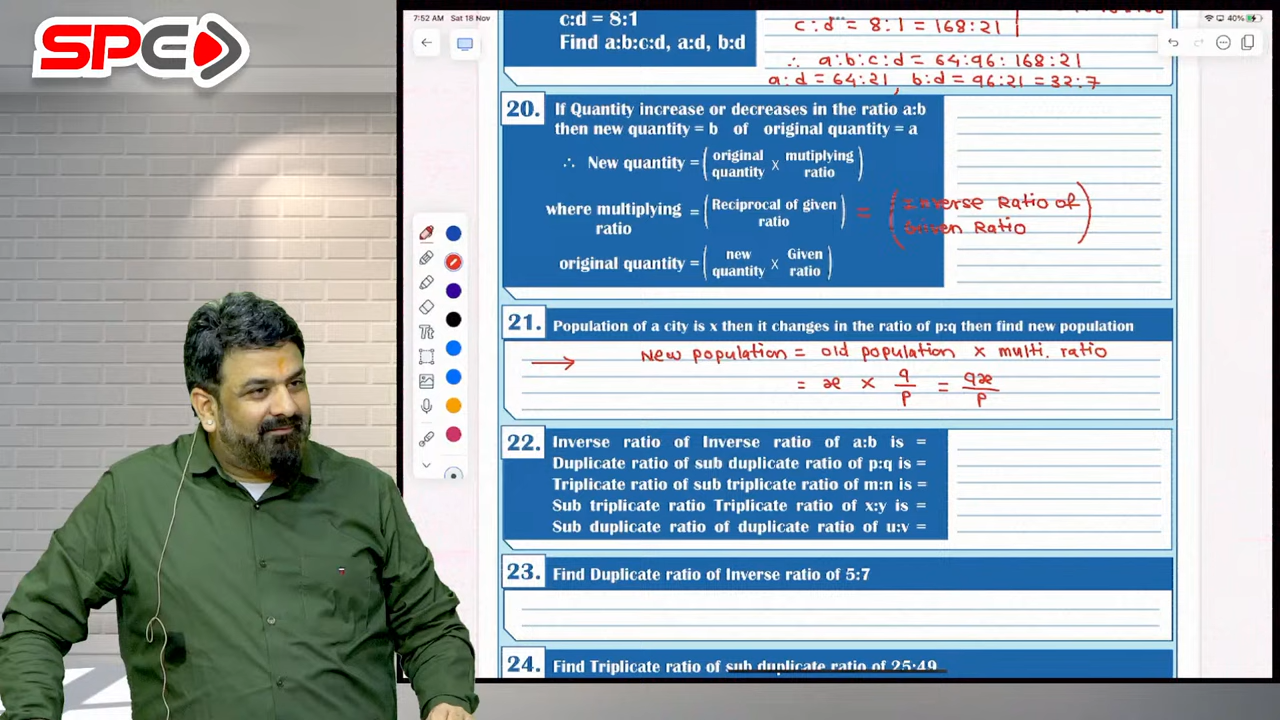 SPE
7:52 AM Sat 18 Nov
40%
c:d = 8:1
Find a:b:c:d, a:d, b:d
c:d = 8:1 = 168:21
∴ a:b:c:d = 64:96:168:21
a:d = 64:21, b:d = 96:21 = 32:7
20. If Quantity increase or decreases in the ratio a:b
then new quantity = b of original quantity = a
∴ New quantity = (original quantity × mutiplying ratio)
where multiplying ratio = (Reciprocal of given ratio) = (Inverse Ratio of Given Ratio)
original quantity = (new quantity × Given ratio)
21. Population of a city is x then it changes in the ratio of p:q then find new population
→ New population = old population × multi. ratio
= x × q/p = qx/p
22. Inverse ratio of Inverse ratio of a:b is =
Duplicate ratio of sub duplicate ratio of p:q is =
Triplicate ratio of sub triplicate ratio of m:n is =
Sub triplicate ratio Triplicate ratio of x:y is =
Sub duplicate ratio of duplicate ratio of u:v =
23. Find Duplicate ratio of Inverse ratio of 5:7
24. Find Triplicate ratio of sub duplicate ratio of 25:49